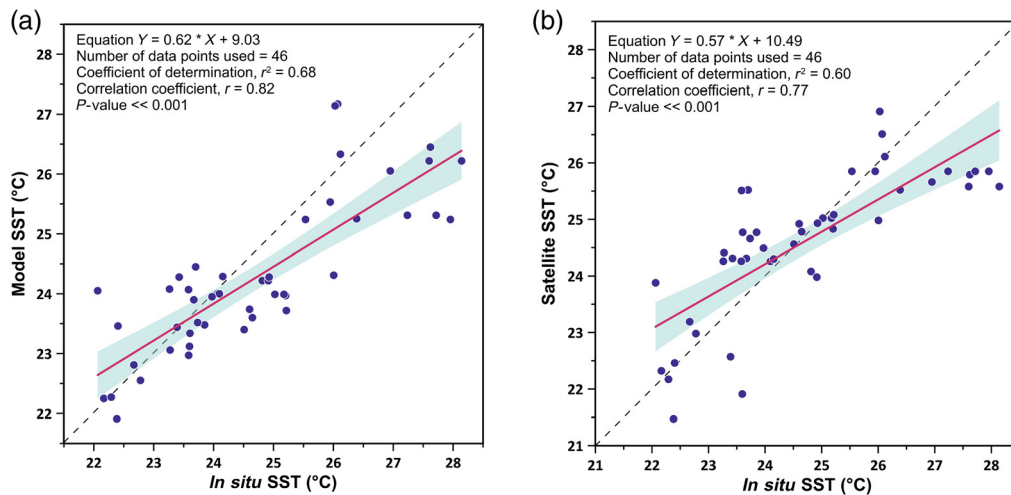 (a)
Equation Y = 0.62 * X + 9.03
Number of data points used = 46
Coefficient of determination, r² = 0.68
Correlation coefficient, r = 0.82
P-value << 0.001
Model SST (°C)
28
27
26
25
24
23
22
22 23 24 25 26 27 28
In situ SST (°C)
(b)
Equation Y = 0.57 * X + 10.49
Number of data points used = 46
Coefficient of determination, r² = 0.60
Correlation coefficient, r = 0.77
P-value << 0.001
Satellite SST (°C)
28
27
26
25
24
23
22
21
21 22 23 24 25 26 27 28
In situ SST (°C)